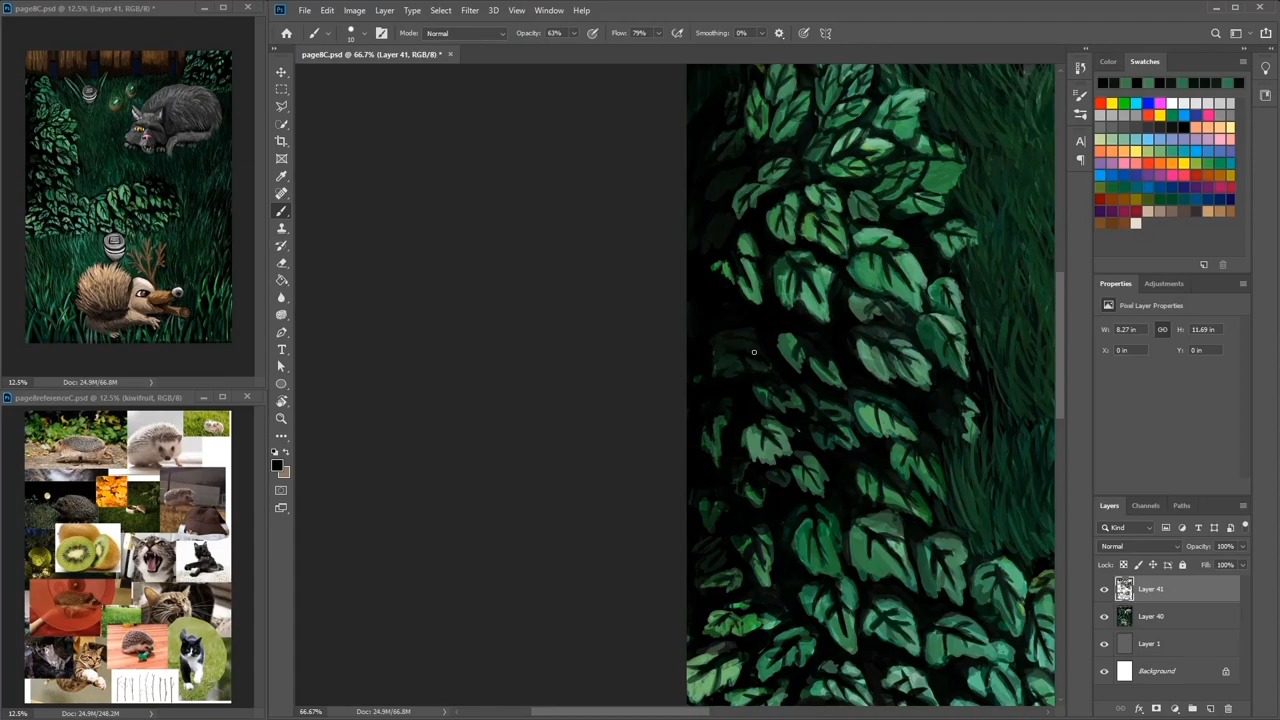 page8C.psd @ 12.5% (Layer 41, RGB/8) *
File Edit Image Layer Type Select Filter 3D View Window Help
10 Mode: Normal Opacity: 63% Flow: 79% Smoothing: 0%
page8C.psd @ 66.7% (Layer 41, RGB/8) *
Color Swatches
Properties Adjustments
Pixel Layer Properties
W: 8.27 in H: 11.69 in
X: 0 in Y: 0 in
12.5% Doc: 24.9M/66.8M
page8referenceC.psd @ 12.5% (kiwifruit, RGB/8)
Layers Channels Paths
Kind
Normal Opacity: 100%
Lock: Fill: 100%
Layer 41
Layer 40
Layer 1
Background
12.5% Doc: 24.9M/248.2M
66.67% Doc: 24.9M/66.8M